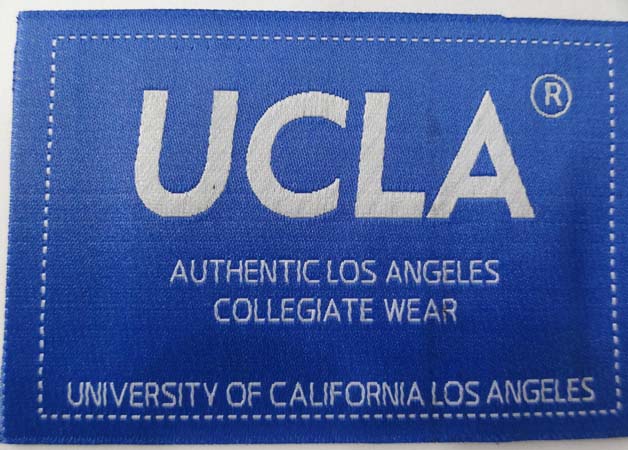 UCLA®
AUTHENTIC LOS ANGELES
COLLEGIATE WEAR
UNIVERSITY OF CALIFORNIA LOS ANGELES